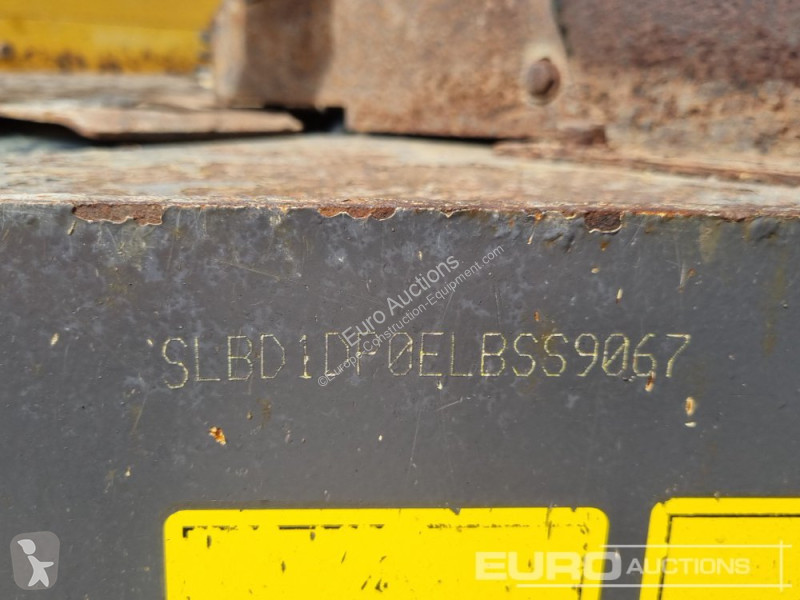 Euro Auctions
©Europe-Construction-Equipment.com
SLBD1DF0ELBSS9067
EURO AUCTIONS